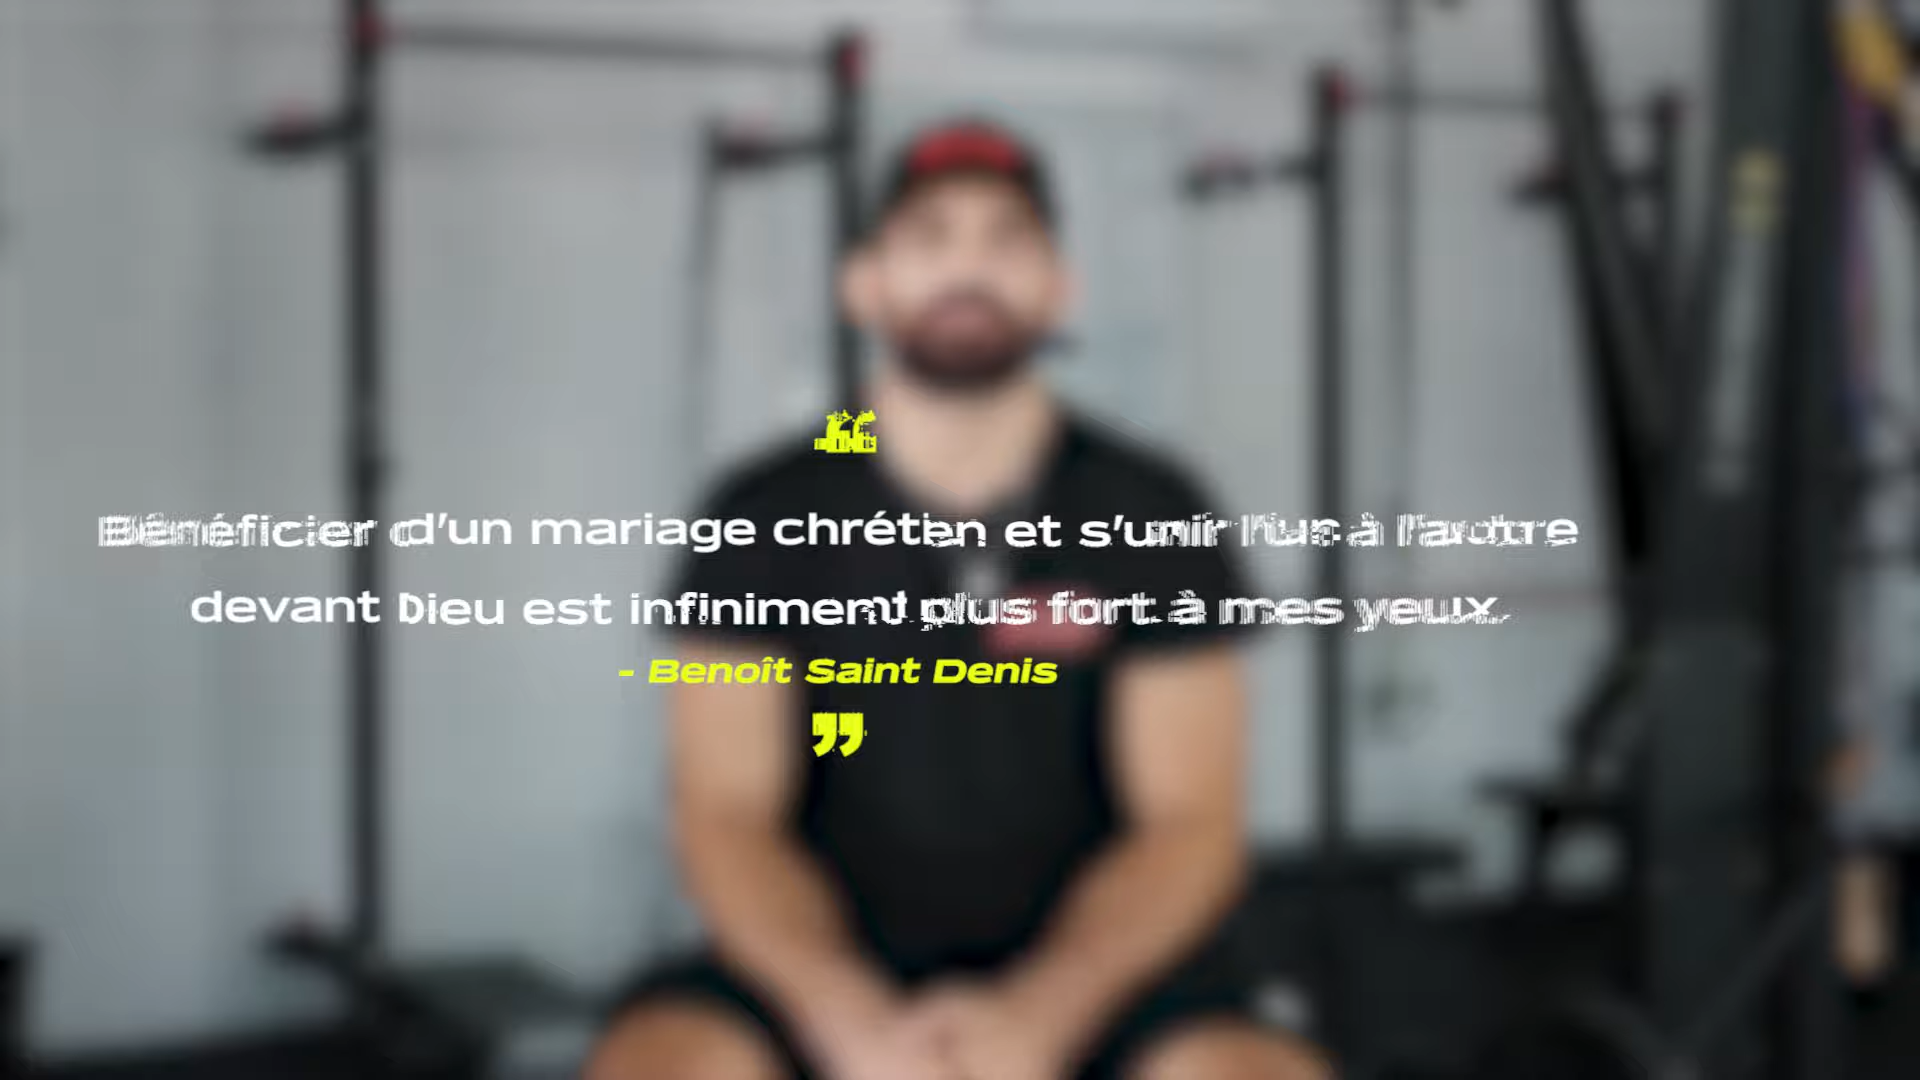 “
Bénéficier d’un mariage chrétien et s’unir l’un à l’autre
devant Dieu est infiniment plus fort à mes yeux.
- Benoît Saint Denis
”